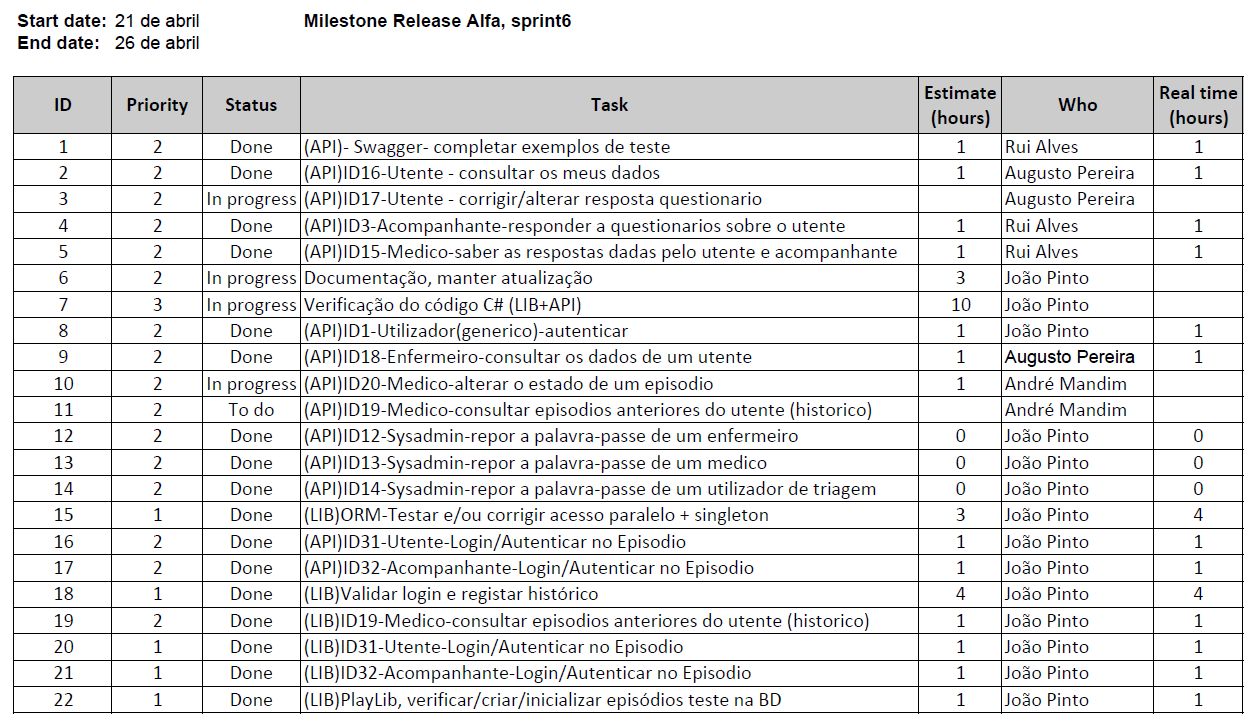 Start date: 21 de abril Milestone Release Alfa, sprint6
End date: 26 de abril
ID Priority Status Task Estimate (hours) Who Real time (hours)
1 2 Done (API)- Swagger- completar exemplos de teste 1 Rui Alves 1
2 2 Done (API)ID16-Utente - consultar os meus dados 1 Augusto Pereira 1
3 2 In progress (API)ID17-Utente - corrigir/alterar resposta questionario Augusto Pereira
4 2 Done (API)ID3-Acompanhante-responder a questionarios sobre o utente 1 Rui Alves 1
5 2 Done (API)ID15-Medico-saber as respostas dadas pelo utente e acompanhante 1 Rui Alves 1
6 2 In progress Documentação, manter atualização 3 João Pinto
7 3 In progress Verificação do código C# (LIB+API) 10 João Pinto
8 2 Done (API)ID1-Utilizador(generico)-autenticar 1 João Pinto 1
9 2 Done (API)ID18-Enfermeiro-consultar os dados de um utente 1 Augusto Pereira 1
10 2 In progress (API)ID20-Medico-alterar o estado de um episodio 1 André Mandim
11 2 To do (API)ID19-Medico-consultar episodios anteriores do utente (historico) André Mandim
12 2 Done (API)ID12-Sysadmin-repor a palavra-passe de um enfermeiro 0 João Pinto 0
13 2 Done (API)ID13-Sysadmin-repor a palavra-passe de um medico 0 João Pinto 0
14 2 Done (API)ID14-Sysadmin-repor a palavra-passe de um utilizador de triagem 0 João Pinto 0
15 1 Done (LIB)ORM-Testar e/ou corrigir acesso paralelo + singleton 3 João Pinto 4
16 2 Done (API)ID31-Utente-Login/Autenticar no Episodio 1 João Pinto 1
17 2 Done (API)ID32-Acompanhante-Login/Autenticar no Episodio 1 João Pinto 1
18 1 Done (LIB)Validar login e registar histórico 4 João Pinto 4
19 2 Done (LIB)ID19-Medico-consultar episodios anteriores do utente (historico) 1 João Pinto 1
20 1 Done (LIB)ID31-Utente-Login/Autenticar no Episodio 1 João Pinto 1
21 1 Done (LIB)ID32-Acompanhante-Login/Autenticar no Episodio 1 João Pinto 1
22 1 Done (LIB)PlayLib, verificar/criar/inicializar episódios teste na BD 1 João Pinto 1